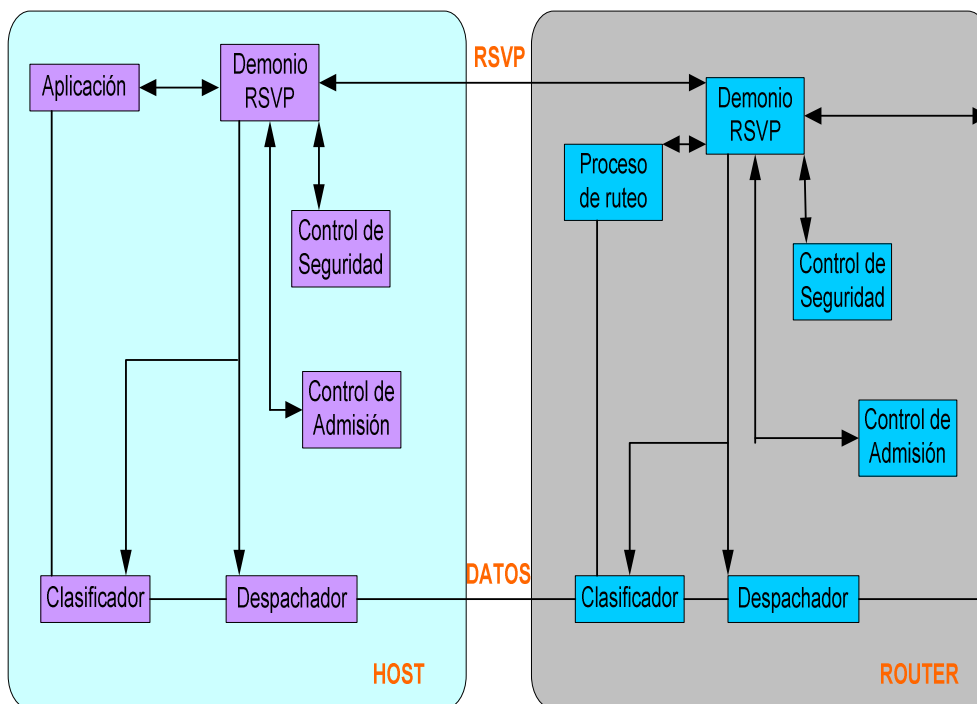 RSVP
Aplicación
Demonio
RSVP
Control de
Seguridad
Control de
Admisión
Clasificador
Despachador
HOST
DATOS
Demonio
RSVP
Proceso
de ruteo
Control de
Seguridad
Control de
Admisión
Clasificador
Despachador
ROUTER